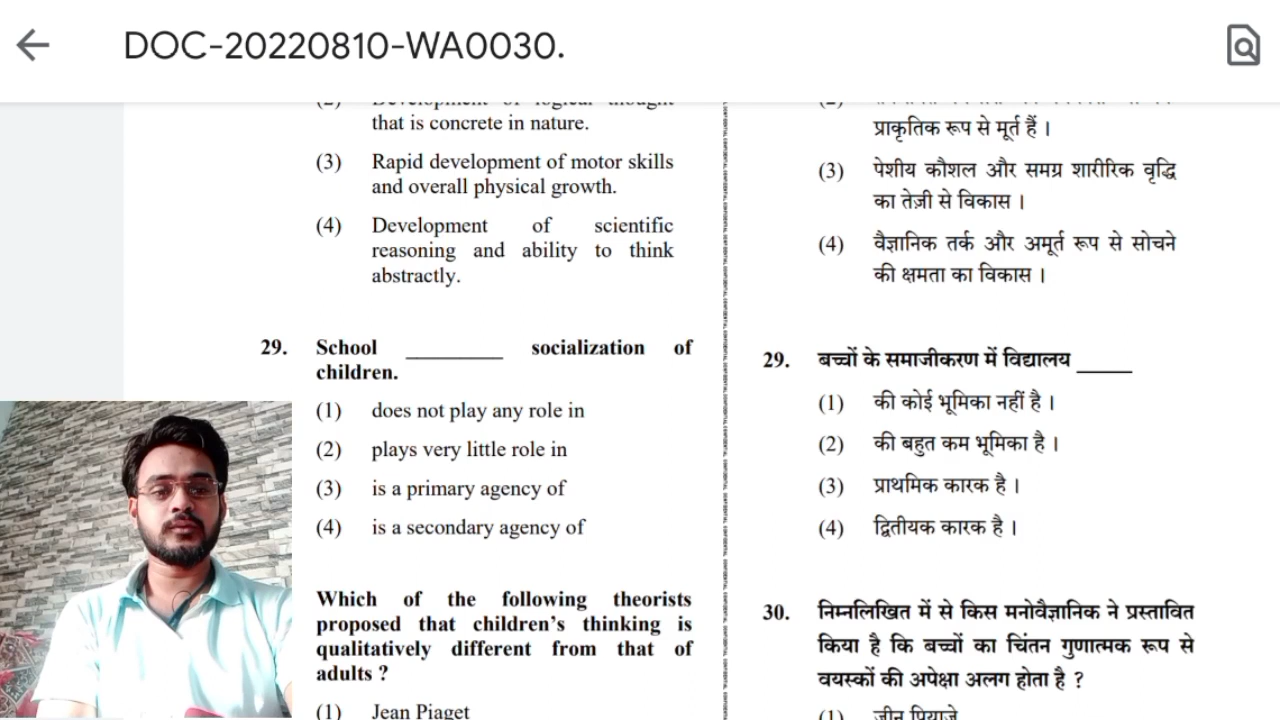 DOC-20220810-WA0030.
that is concrete in nature.
(3) Rapid development of motor skills
and overall physical growth.
(4) Development of scientific
reasoning and ability to think
abstractly.
29. School ________ socialization of
children.
(1) does not play any role in
(2) plays very little role in
(3) is a primary agency of
(4) is a secondary agency of
Which of the following theorists
proposed that children's thinking is
qualitatively different from that of
adults ?
(1) Jean Piaget
प्राकृतिक रूप से मूर्त हैं ।
(3) पेशीय कौशल और समग्र शारीरिक वृद्धि
का तेज़ी से विकास ।
(4) वैज्ञानिक तर्क और अमूर्त रूप से सोचने
की क्षमता का विकास ।
29. बच्चों के समाजीकरण में विद्यालय _____
(1) की कोई भूमिका नहीं है ।
(2) की बहुत कम भूमिका है ।
(3) प्राथमिक कारक है ।
(4) द्वितीयक कारक है ।
30. निम्नलिखित में से किस मनोवैज्ञानिक ने प्रस्तावित
किया है कि बच्चों का चिंतन गुणात्मक रूप से
वयस्कों की अपेक्षा अलग होता है ?
(1) जीन पियाजे